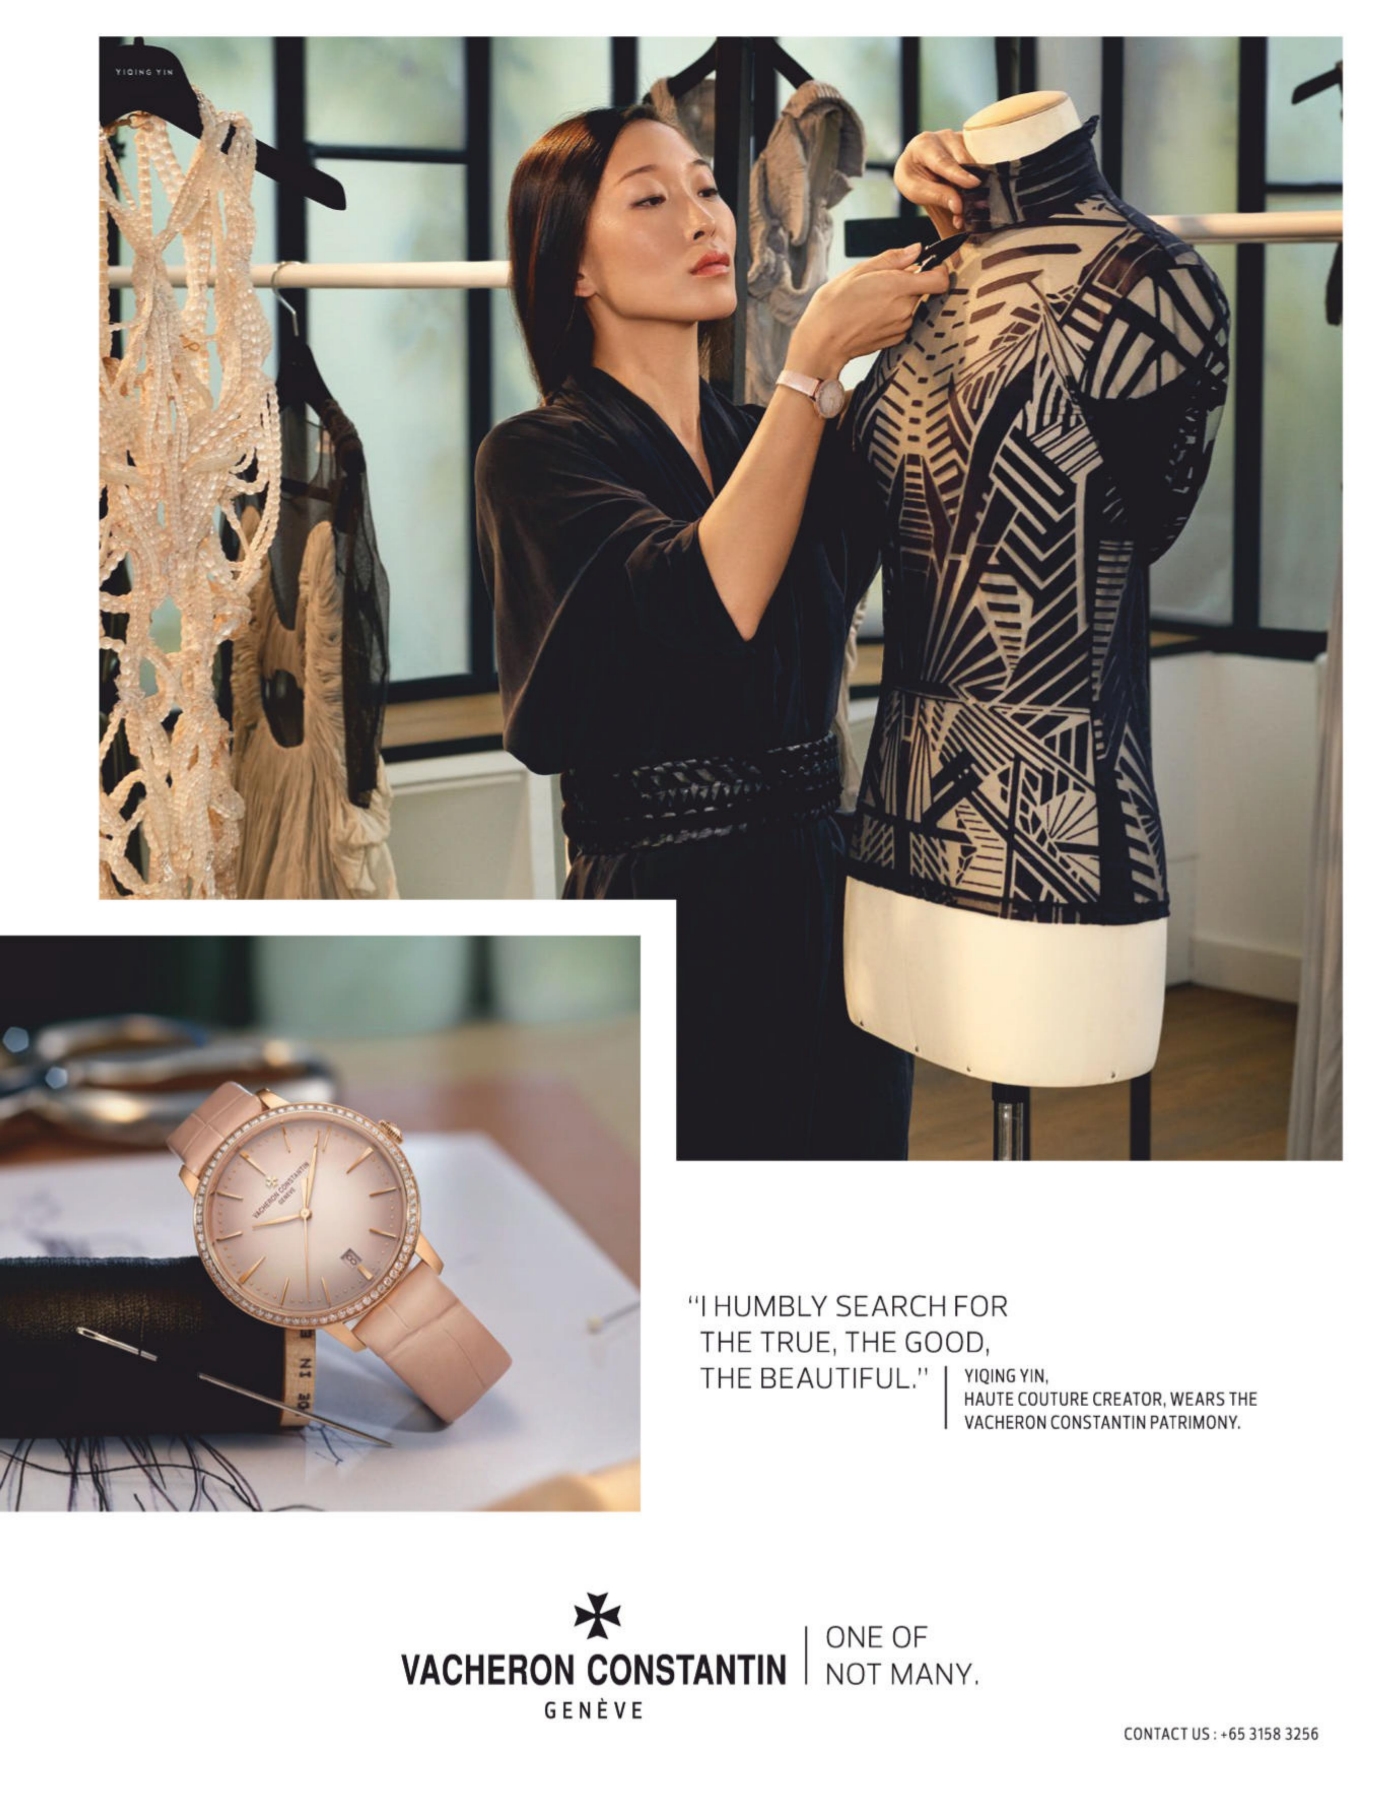 YIQING YIN
VACHERON CONSTANTIN
GENÈVE
“I HUMBLY SEARCH FOR
THE TRUE, THE GOOD,
THE BEAUTIFUL.”
YIQING YIN,
HAUTE COUTURE CREATOR, WEARS THE
VACHERON CONSTANTIN PATRIMONY.
VACHERON CONSTANTIN
GENÈVE
ONE OF
NOT MANY.
CONTACT US : +65 3158 3256